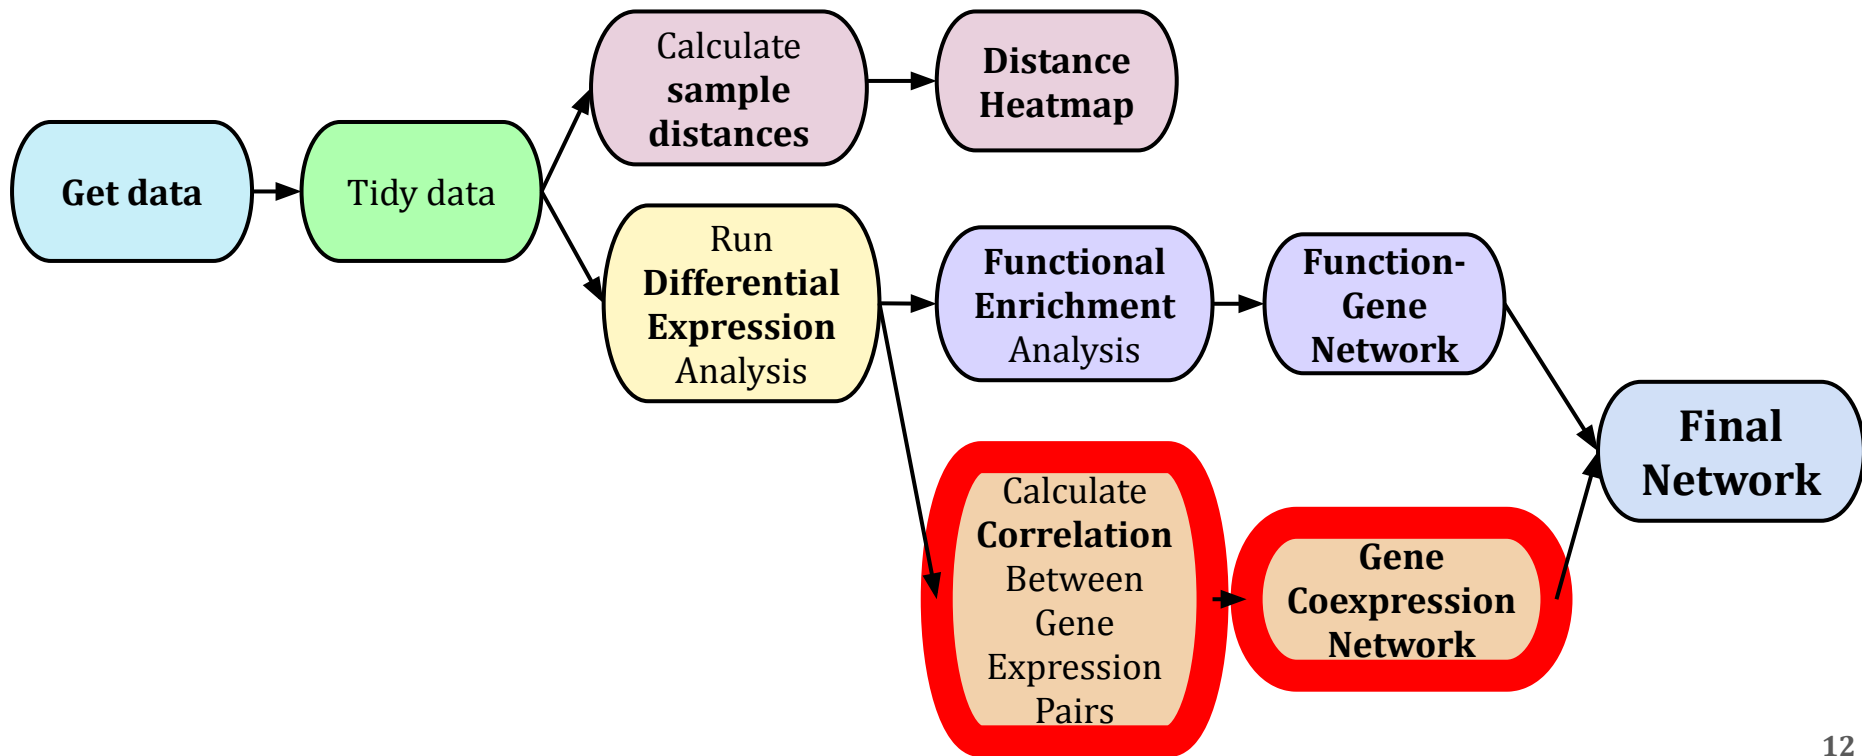 Get data
Tidy data
Calculate
sample
distances
Distance
Heatmap
Run
Differential
Expression
Analysis
Functional
Enrichment
Analysis
Function-
Gene
Network
Calculate
Correlation
Between
Gene
Expression
Pairs
Gene
Coexpression
Network
Final
Network
12